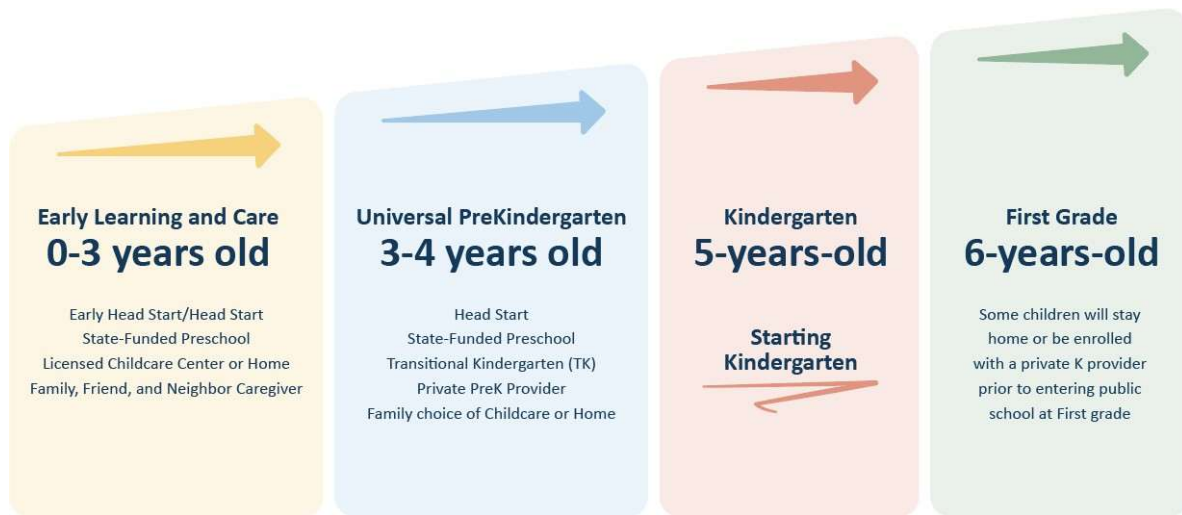 Early Learning and Care
0-3 years old
Early Head Start/Head Start
State-Funded Preschool
Licensed Childcare Center or Home
Family, Friend, and Neighbor Caregiver
Universal PreKindergarten
3-4 years old
Head Start
State-Funded Preschool
Transitional Kindergarten (TK)
Private PreK Provider
Family choice of Childcare or Home
Kindergarten
5-years-old
Starting
Kindergarten
First Grade
6-years-old
Some children will stay
home or be enrolled
with a private K provider
prior to entering public
school at First grade